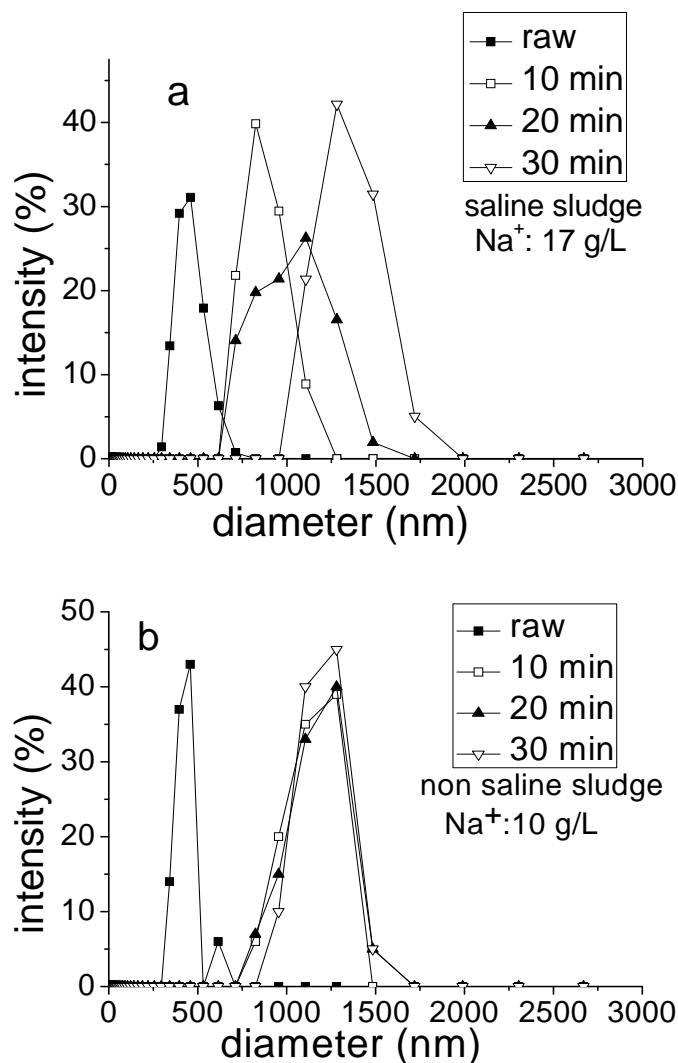 a
raw
10 min
20 min
30 min
saline sludge
Na+: 17 g/L
intensity (%)
40
30
20
10
0
0 500 1000 1500 2000 2500 3000
diameter (nm)
b
raw
10 min
20 min
30 min
non saline sludge
Na+:10 g/L
intensity (%)
50
40
30
20
10
0
0 500 1000 1500 2000 2500 3000
diameter (nm)